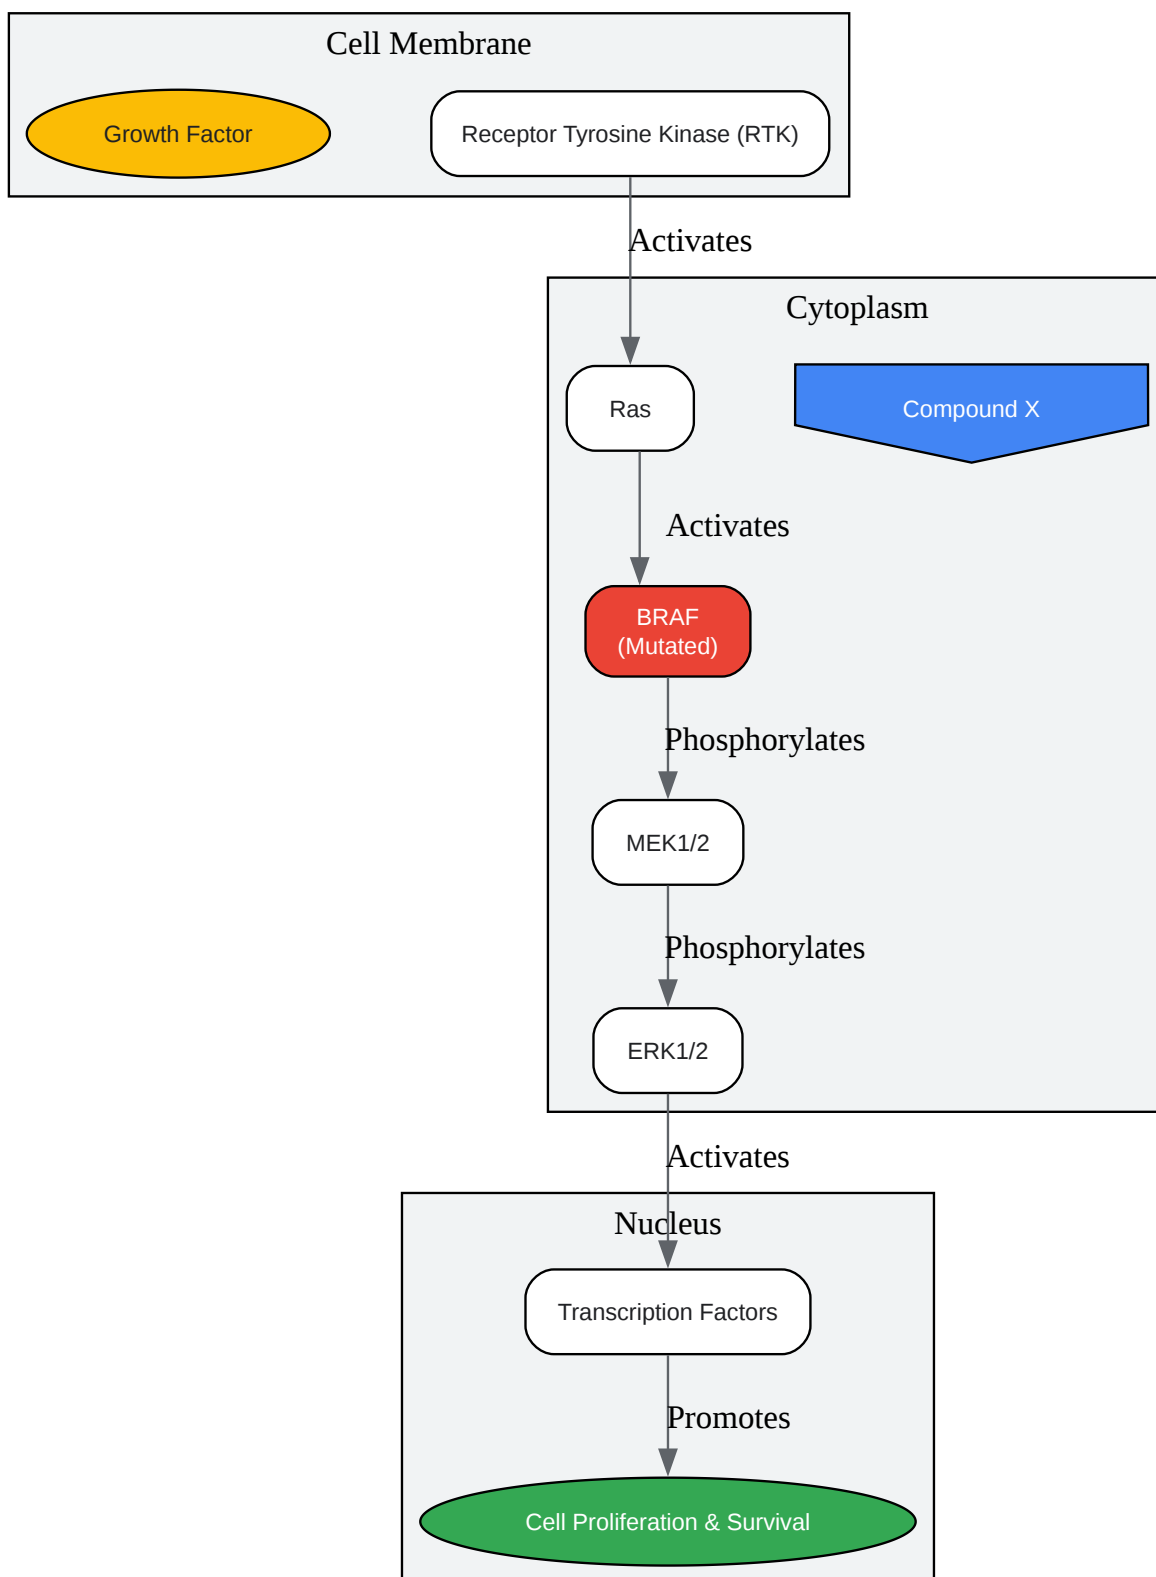 Cell Membrane
Growth Factor
Receptor Tyrosine Kinase (RTK)
Activates
Cytoplasm
Ras
Compound X
Activates
BRAF
(Mutated)
Phosphorylates
MEK1/2
Phosphorylates
ERK1/2
Activates
Nucleus
Transcription Factors
Promotes
Cell Proliferation & Survival